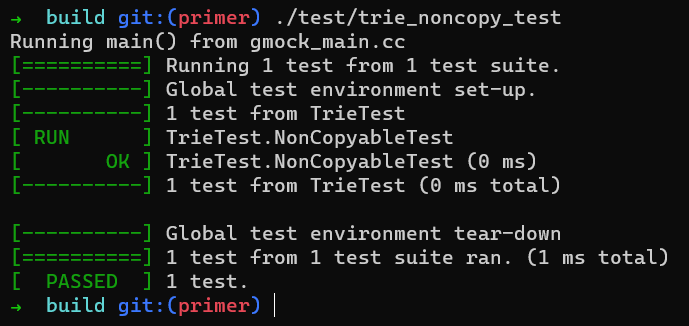 →  build git:(primer) ./test/trie_noncopy_test
Running main() from gmock_main.cc
[==========] Running 1 test from 1 test suite.
[----------] Global test environment set-up.
[----------] 1 test from TrieTest
[ RUN      ] TrieTest.NonCopyableTest
[       OK ] TrieTest.NonCopyableTest (0 ms)
[----------] 1 test from TrieTest (0 ms total)

[----------] Global test environment tear-down
[==========] 1 test from 1 test suite ran. (1 ms total)
[  PASSED  ] 1 test.
→  build git:(primer)